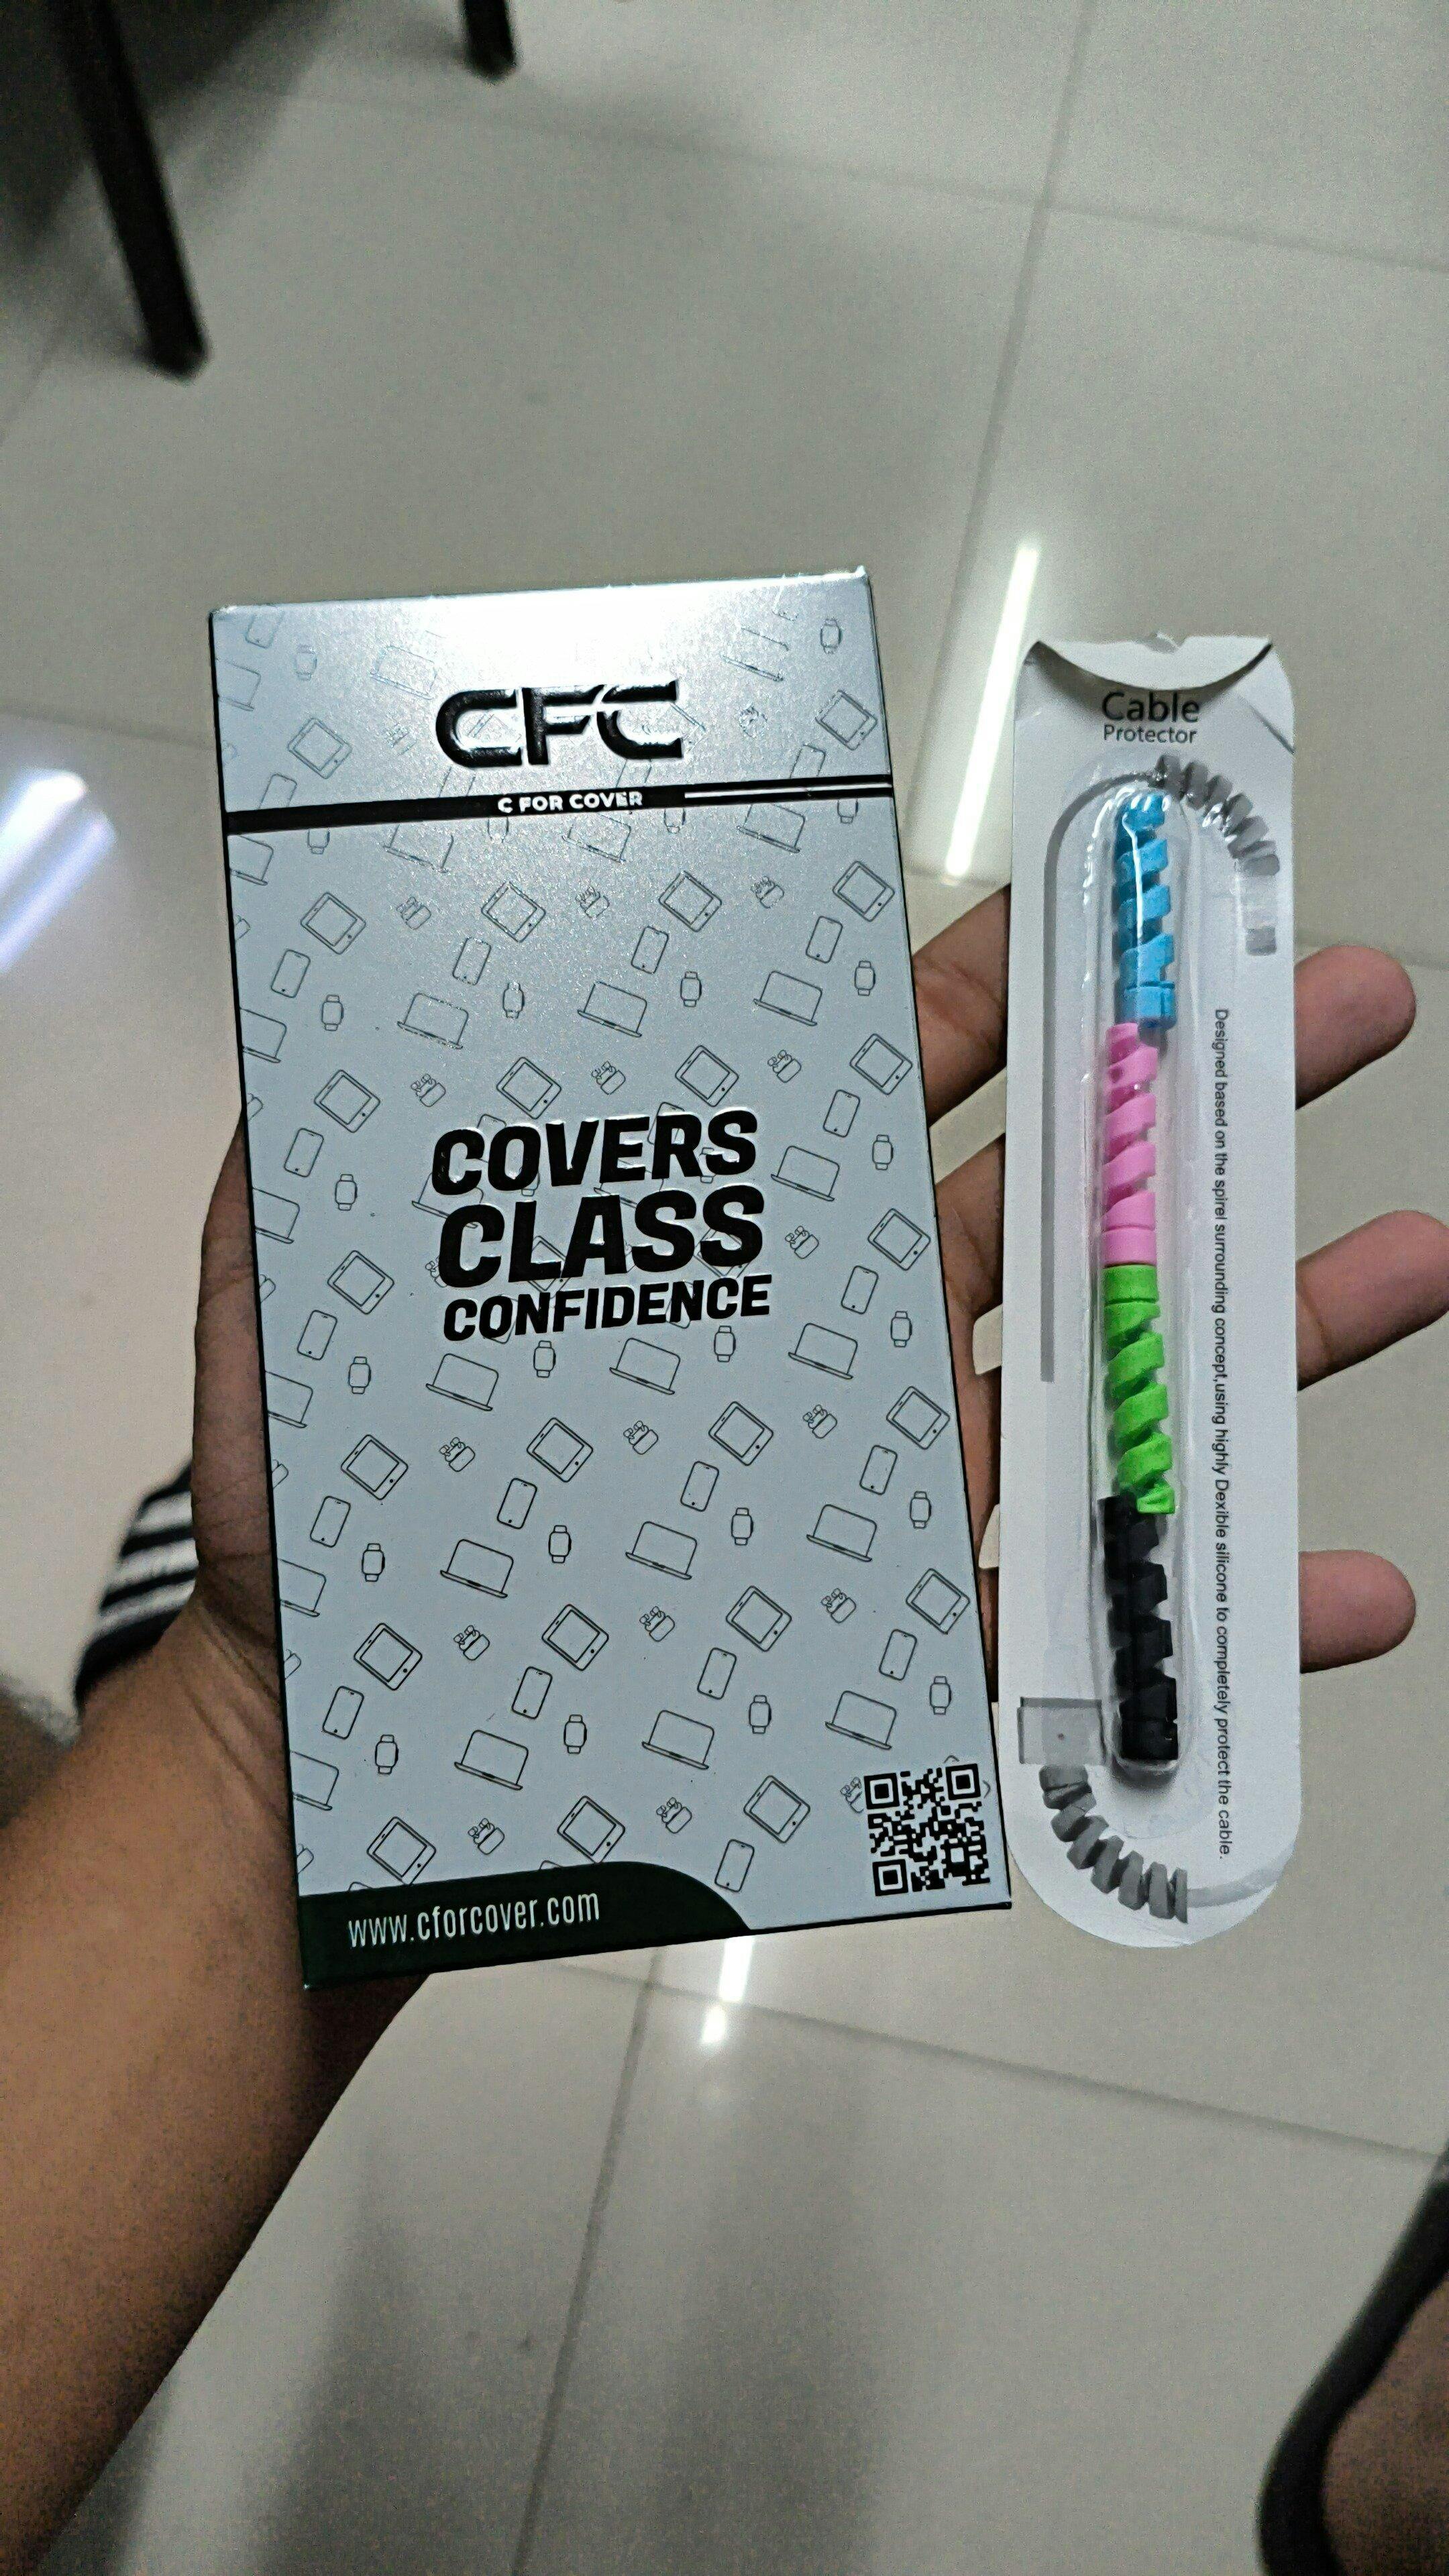 CFC
C FOR COVER
COVERS
CLASS
CONFIDENCE
www.cforcover.com
Cable
Protector
Designed based on the spirel surrounding concept,using highly Dexible silicone to completely protect the cable.